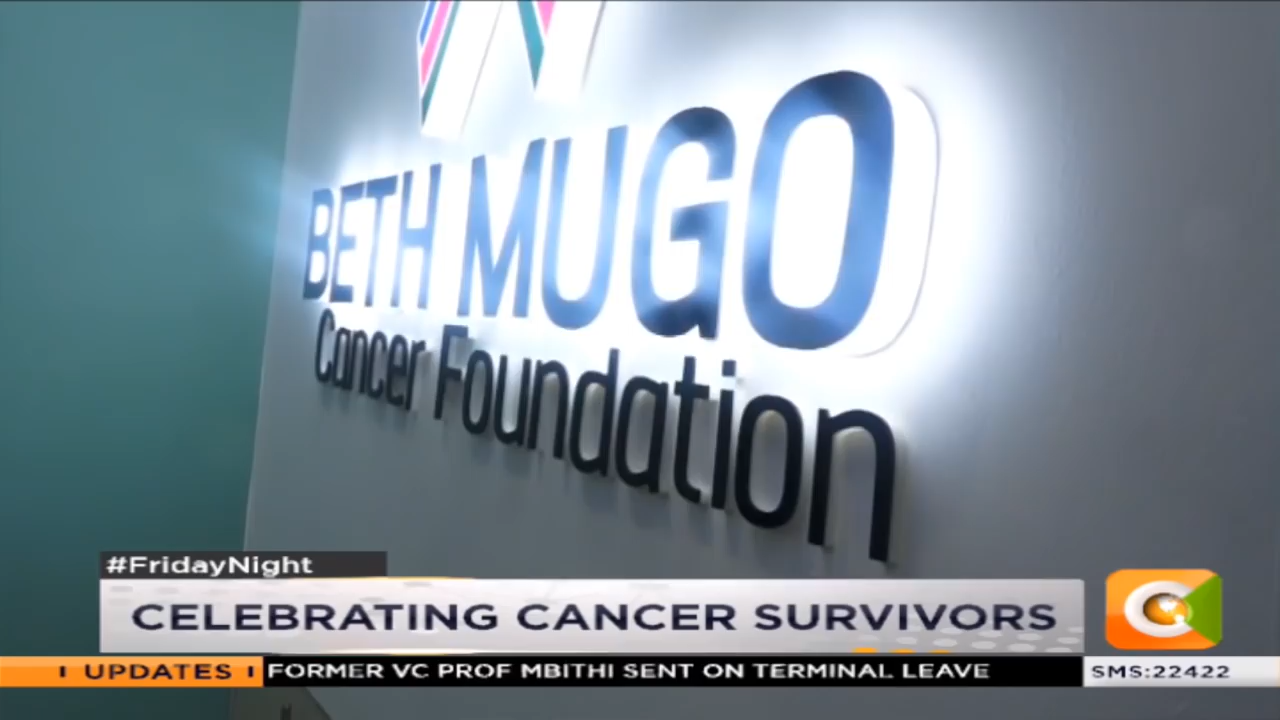 BETH MUGO
Cancer Foundation
#FridayNight
CELEBRATING CANCER SURVIVORS
UPDATES
FORMER VC PROF MBITHI SENT ON TERMINAL LEAVE
SMS:22422